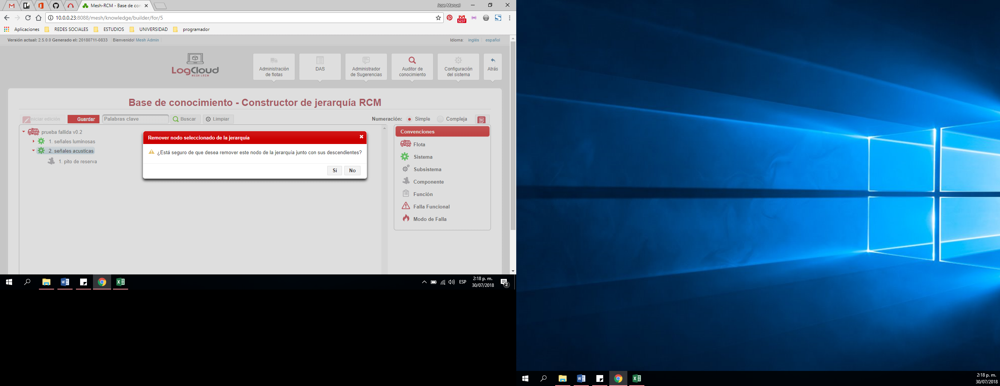 Mesh-RCM - Base de con
Jose Manuel
10.0.0.23:8088/mesh/knowledge/builder/for/5
5237
Aplicaciones REDES SOCIALES ESTUDIOS UNIVERSIDAD programador
Versión actual: 2.5.0.0 Generado el: 20180711-0833 Bienvenido! Mesh Admin
Idioma: inglés español
LogCloud
MESH LRCM
Administración
de flotas
DAS
Administrador
de Sugerencias
Auditor de
conocimiento
Configuración
del sistema
Atrás
Base de conocimiento - Constructor de jerarquía RCM
Iniciar edición Guardar Palabras clave Buscar Limpiar
Numeración: Simple Compleja
prueba fallida v0.2
1. señales luminosas
2. señales acusticas
1. pito de reserva
Remover nodo seleccionado de la jerarquía
¿Está seguro de que desea remover este nodo de la jerarquía junto con sus descendientes?
Sí No
Convenciones
Flota
Sistema
Subsistema
Componente
Función
Falla Funcional
Modo de Falla
ESP
2:18 p. m.
30/07/2018
2
2:18 p. m.
30/07/2018